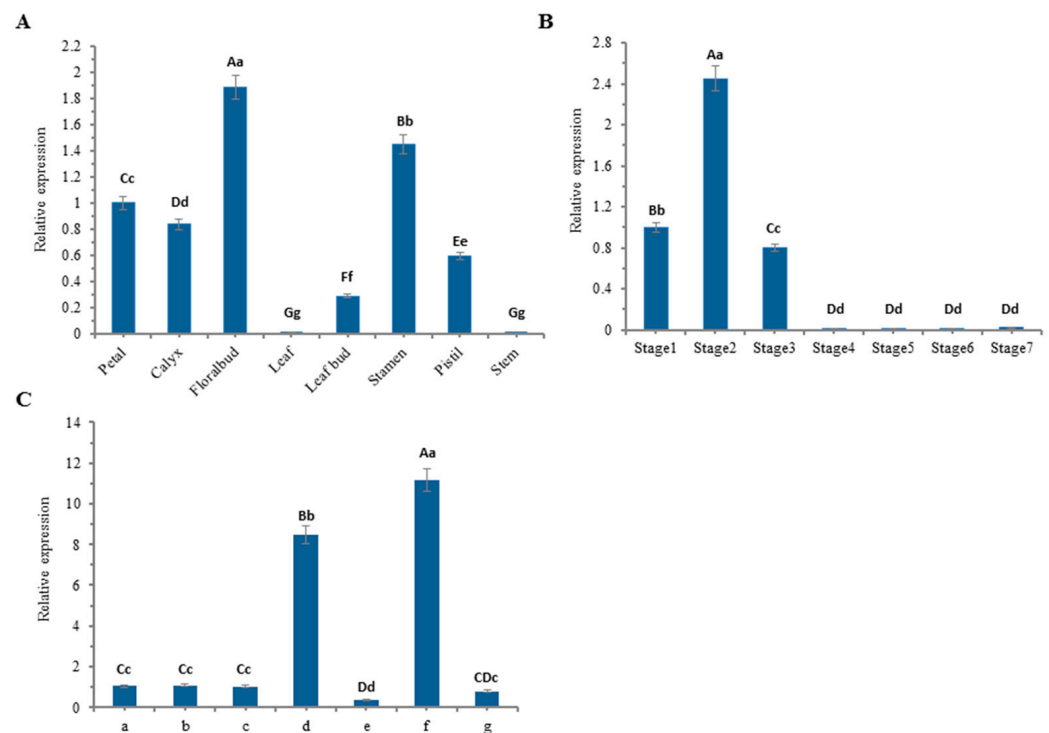 A
Relative expression
2.2
2
1.8
1.6
1.4
1.2
1
0.8
0.6
0.4
0.2
0
Cc
Dd
Aa
Gg
Ff
Bb
Ee
Gg
Petal
Calyx
Floralbud
Leaf
Leaf bud
Stamen
Pistil
Stem
B
Relative expression
2.8
2.4
2
1.6
1.2
0.8
0.4
0
Bb
Aa
Cc
Dd
Dd
Dd
Dd
Stage1
Stage2
Stage3
Stage4
Stage5
Stage6
Stage7
C
Relative expression
14
12
10
8
6
4
2
0
Cc
Cc
Cc
Bb
Dd
Aa
CDc
a
b
c
d
e
f
g